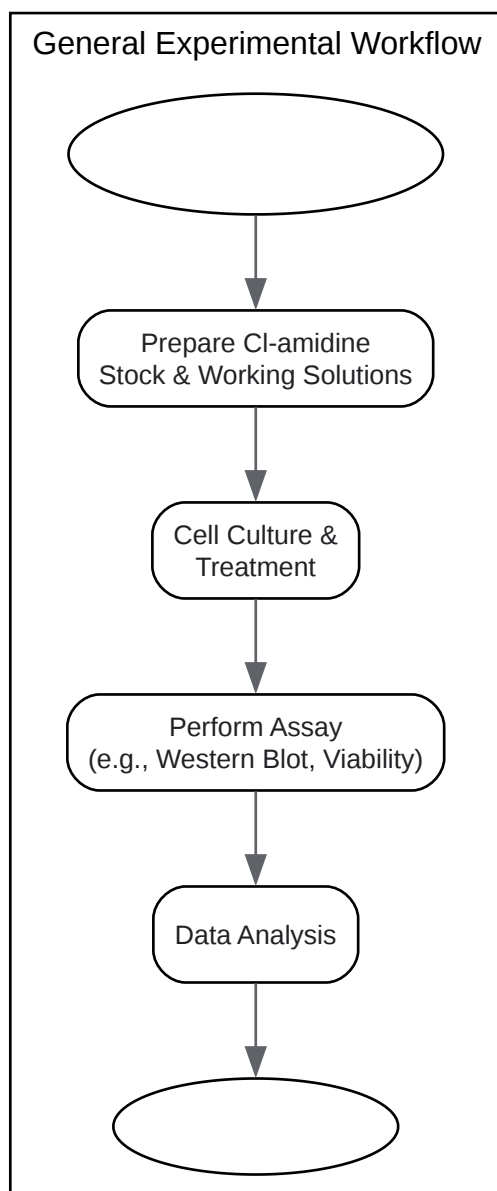 General Experimental Workflow
Prepare Cl-amidine
Stock & Working Solutions
Cell Culture &
Treatment
Perform Assay
(e.g., Western Blot, Viability)
Data Analysis